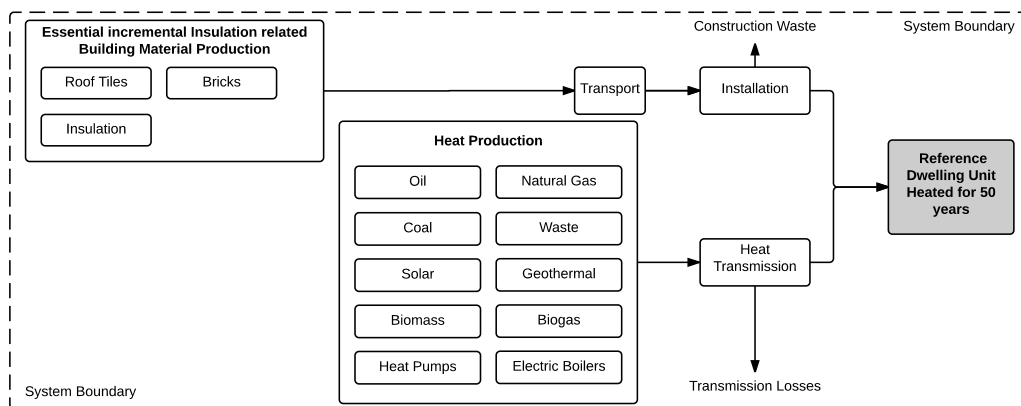 Essential incremental Insulation related
Building Material Production
Roof Tiles
Bricks
Insulation
Transport
Construction Waste
System Boundary
Installation
Heat Production
Oil
Natural Gas
Coal
Waste
Solar
Geothermal
Biomass
Biogas
Heat Pumps
Electric Boilers
Heat
Transmission
Transmission Losses
Reference
Dwelling Unit
Heated for 50
years
System Boundary